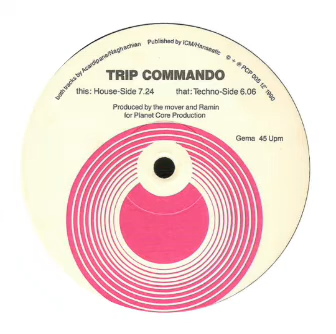 both tracks by Acardipane/Naghachian Published by ICM/Hanseatic ℗ + © PCP 005 12" 1990
TRIP COMMANDO
this: House-Side 7.24 that: Techno-Side 6.06
Produced by the mover and Ramin
for Planet Core Production
Gema 45 Upm